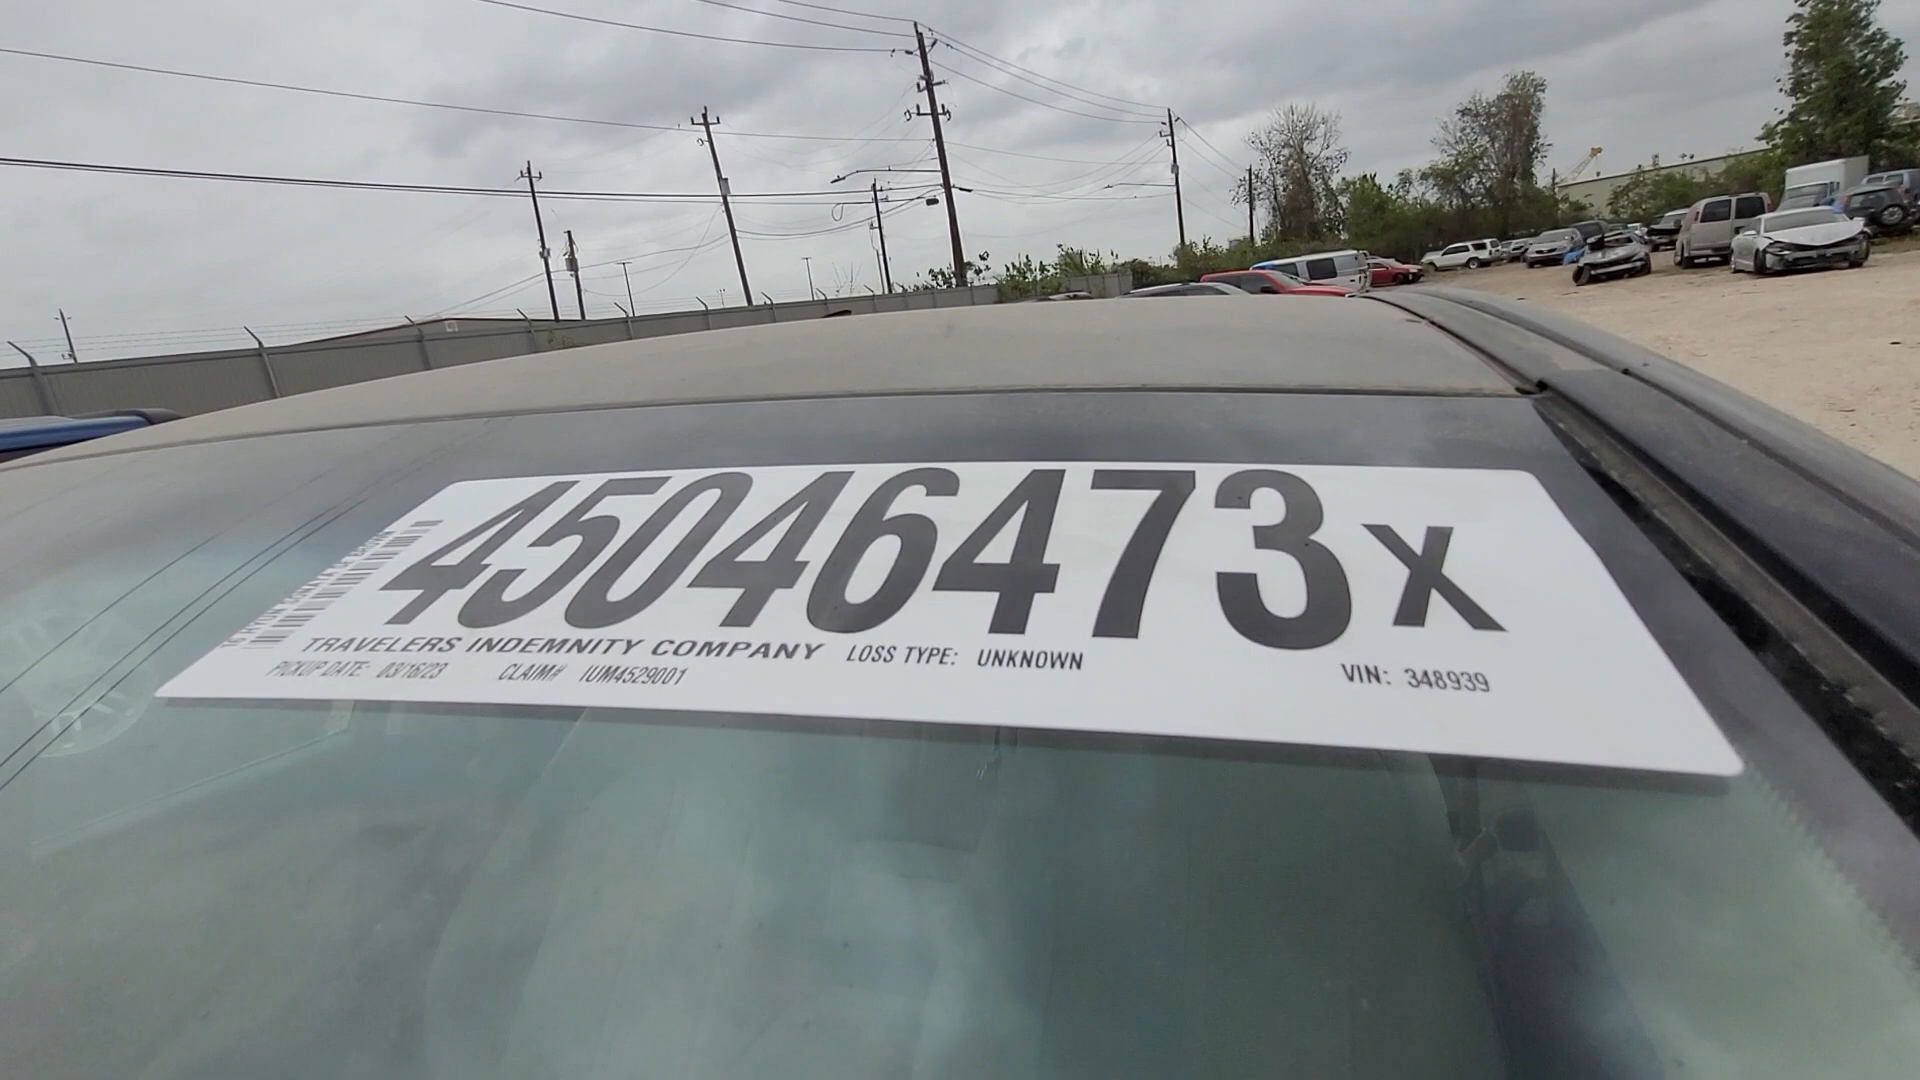 45046473X
TRAVELERS INDEMNITY COMPANY LOSS TYPE: UNKNOWN
PICKUP DATE: 03/16/23 CLAIM# IUM4529001 VIN: 348939